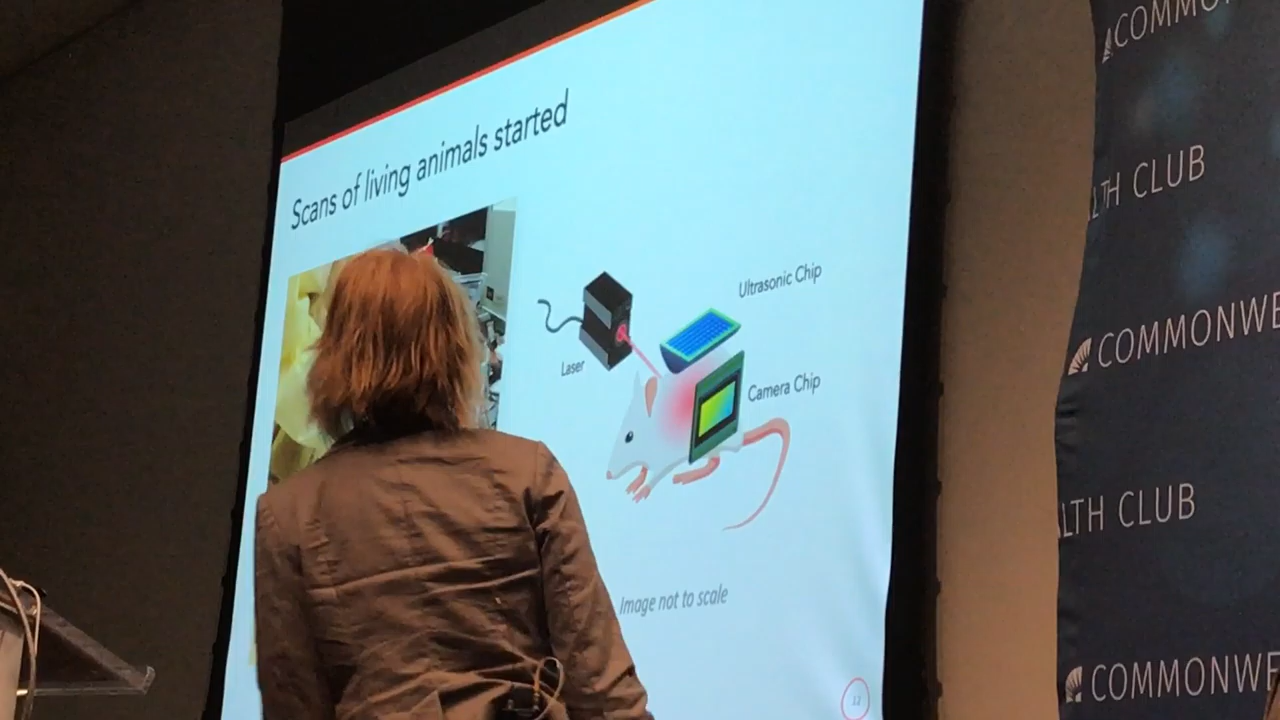 Scans of living animals started
Ultrasonic Chip
Laser
Camera Chip
Image not to scale
12
COMMO
LTH CLUB
COMMONWE
LTH CLUB
COMMONWE